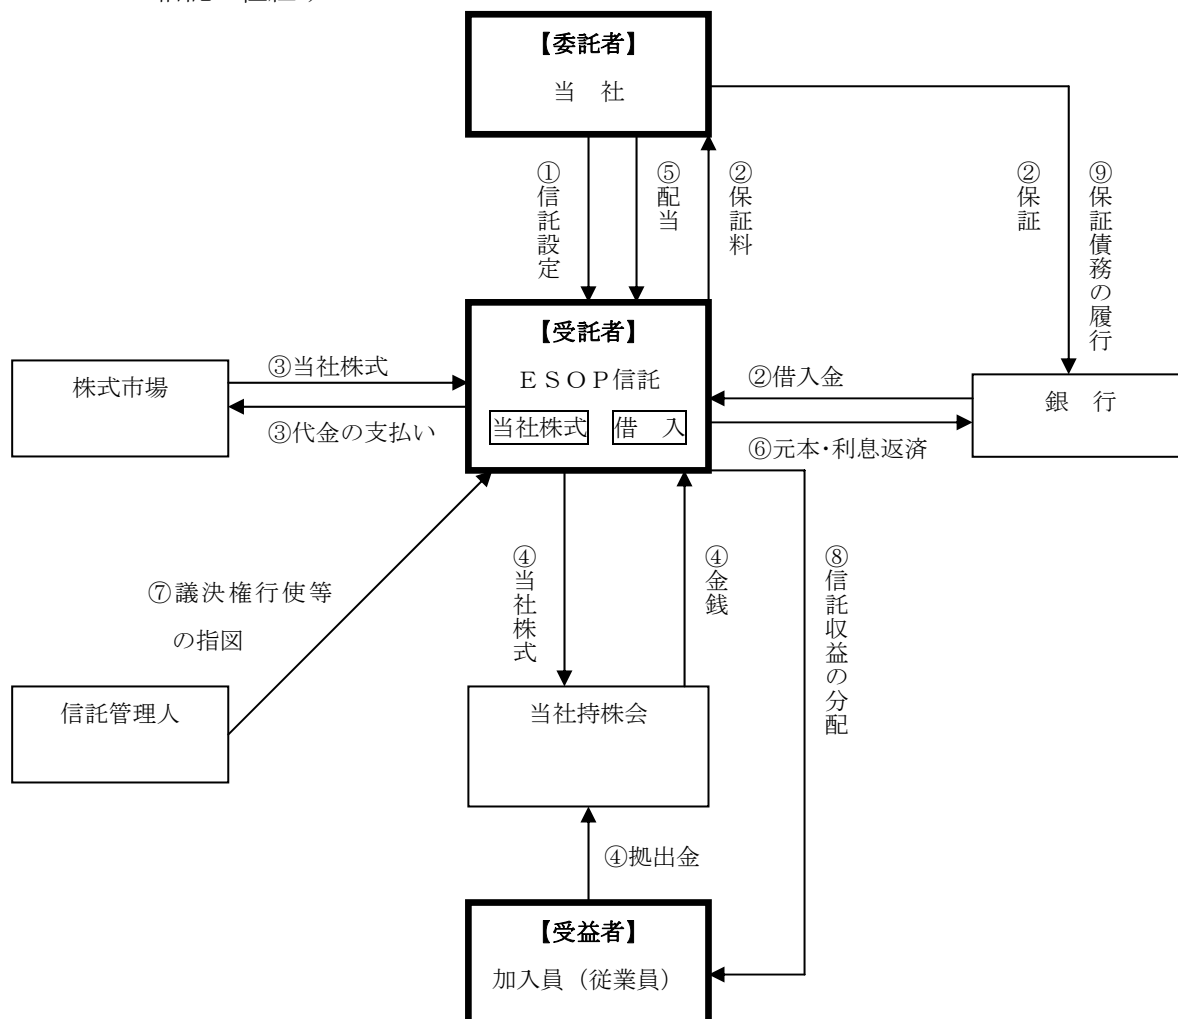 【委託者】
当　社
①信託設定
⑤配当
②保証料
②保証
⑨保証債務の履行
【受託者】
ＥＳＯＰ信託
当社株式
借　入
株式市場
③当社株式
③代金の支払い
②借入金
⑥元本･利息返済
銀　行
⑦議決権行使等
の指図
④当社株式
④金銭
⑧信託収益の分配
信託管理人
当社持株会
④拠出金
【受益者】
加入員（従業員）